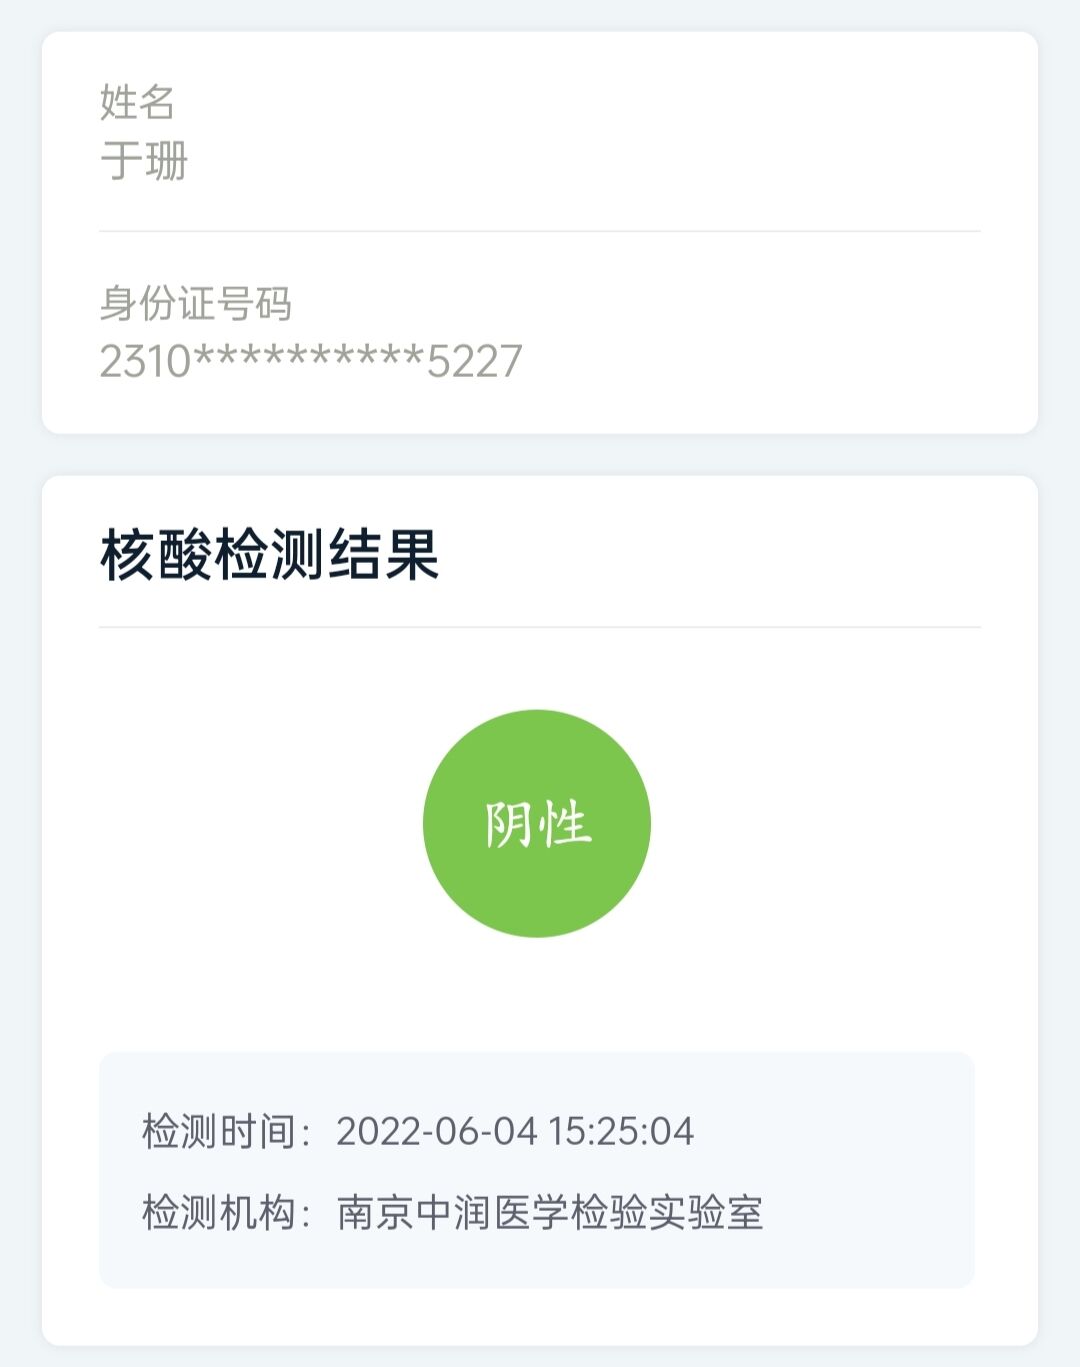 姓名
于珊
身份证号码
2310**********5227
核酸检测结果
阴性
检测时间：2022-06-04 15:25:04
检测机构：南京中润医学检验实验室